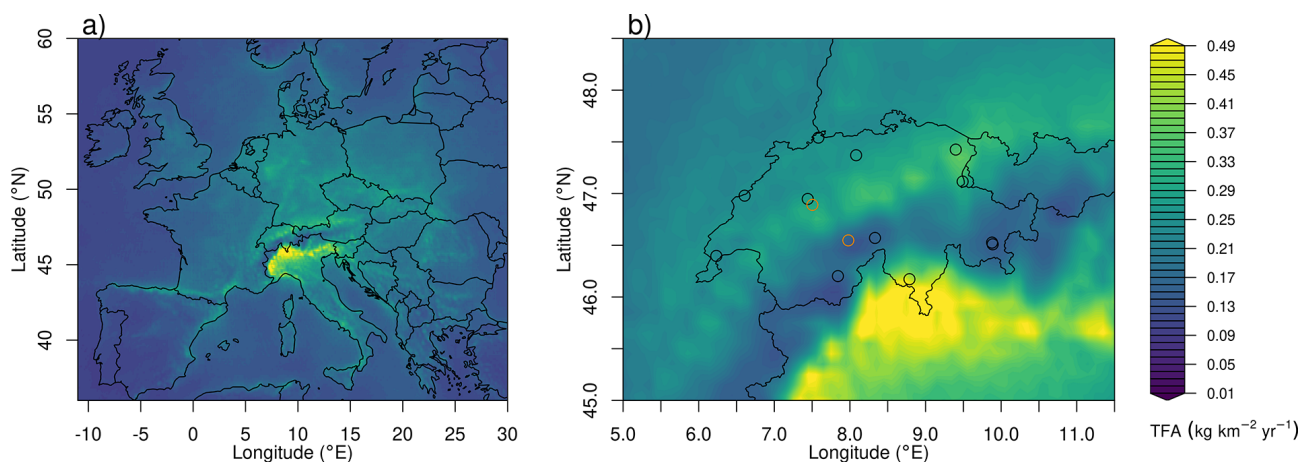 a)
60
55
50
45
40
Latitude (°N)
-10 -5 0 5 10 15 20 25 30
Longitude (°E)
b)
48.0
47.0
46.0
45.0
Latitude (°N)
5.0 6.0 7.0 8.0 9.0 10.0 11.0
Longitude (°E)
0.49
0.45
0.41
0.37
0.33
0.29
0.25
0.21
0.17
0.13
0.09
0.05
0.01
TFA (kg km⁻² yr⁻¹)